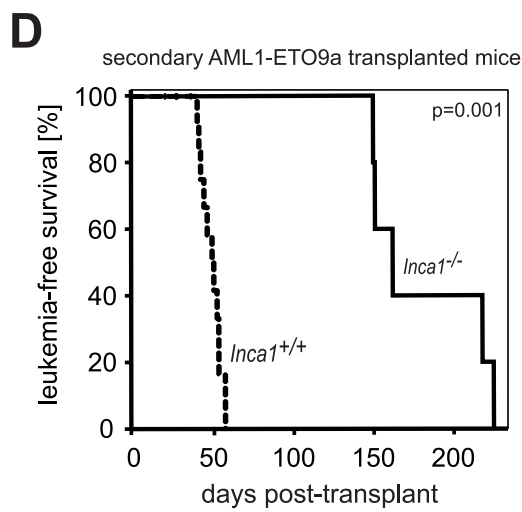 D
secondary AML1-ETO9a transplanted mice
leukemia-free survival [%]
100
80
60
40
20
0
p=0.001
Inca1-/-
Inca1+/+
0 50 100 150 200
days post-transplant